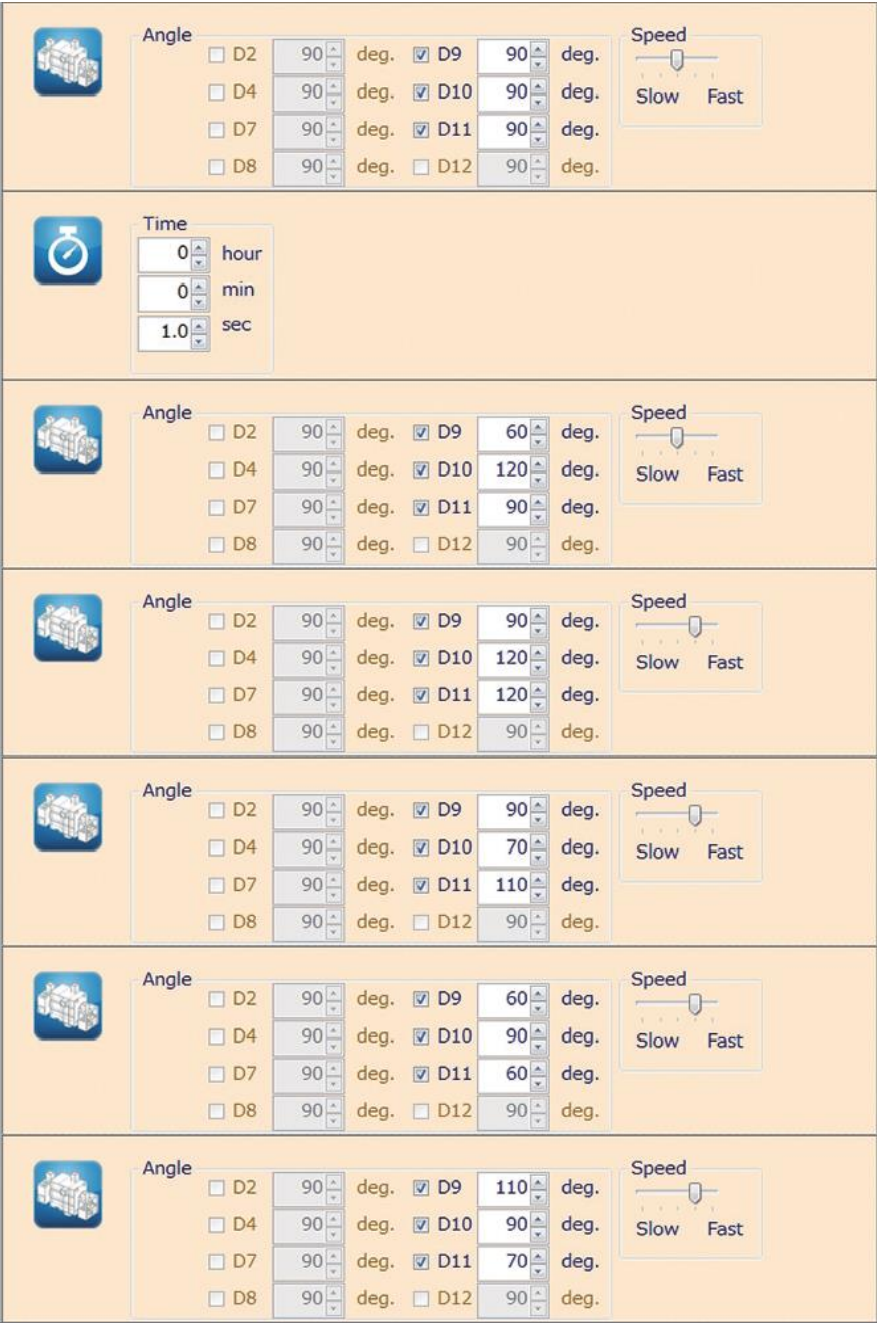 Angle Speed
D2 90 deg. D9 90 deg.
D4 90 deg. D10 90 deg. Slow Fast
D7 90 deg. D11 90 deg.
D8 90 deg. D12 90 deg.
Time
0 hour
0 min
1.0 sec
Angle Speed
D2 90 deg. D9 60 deg.
D4 90 deg. D10 120 deg. Slow Fast
D7 90 deg. D11 90 deg.
D8 90 deg. D12 90 deg.
Angle Speed
D2 90 deg. D9 90 deg.
D4 90 deg. D10 120 deg. Slow Fast
D7 90 deg. D11 120 deg.
D8 90 deg. D12 90 deg.
Angle Speed
D2 90 deg. D9 90 deg.
D4 90 deg. D10 70 deg. Slow Fast
D7 90 deg. D11 110 deg.
D8 90 deg. D12 90 deg.
Angle Speed
D2 90 deg. D9 60 deg.
D4 90 deg. D10 90 deg. Slow Fast
D7 90 deg. D11 60 deg.
D8 90 deg. D12 90 deg.
Angle Speed
D2 90 deg. D9 110 deg.
D4 90 deg. D10 90 deg. Slow Fast
D7 90 deg. D11 70 deg.
D8 90 deg. D12 90 deg.